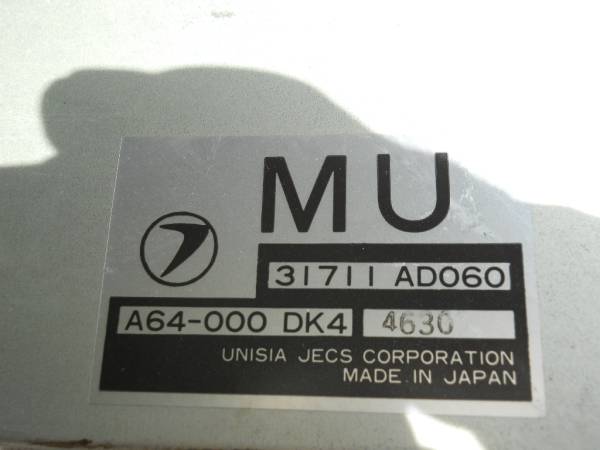 MU
31711 AD060
A64-000 DK4 4630
UNISIA JECS CORPORATION
MADE IN JAPAN